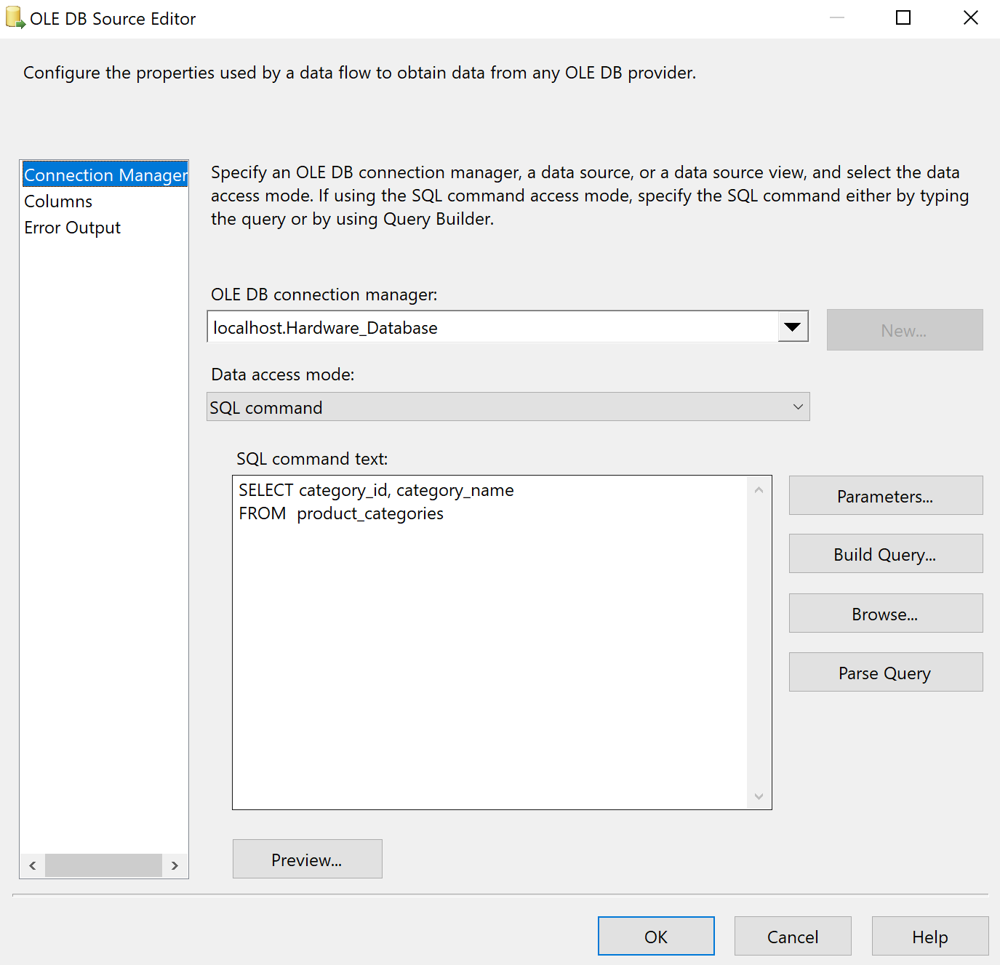 OLE DB Source Editor
Configure the properties used by a data flow to obtain data from any OLE DB provider.
Connection Manager
Columns
Error Output
Specify an OLE DB connection manager, a data source, or a data source view, and select the data
access mode. If using the SQL command access mode, specify the SQL command either by typing
the query or by using Query Builder.
OLE DB connection manager:
localhost.Hardware_Database
New...
Data access mode:
SQL command
SQL command text:
SELECT category_id, category_name
FROM  product_categories
Parameters...
Build Query...
Browse...
Parse Query
Preview...
OK
Cancel
Help